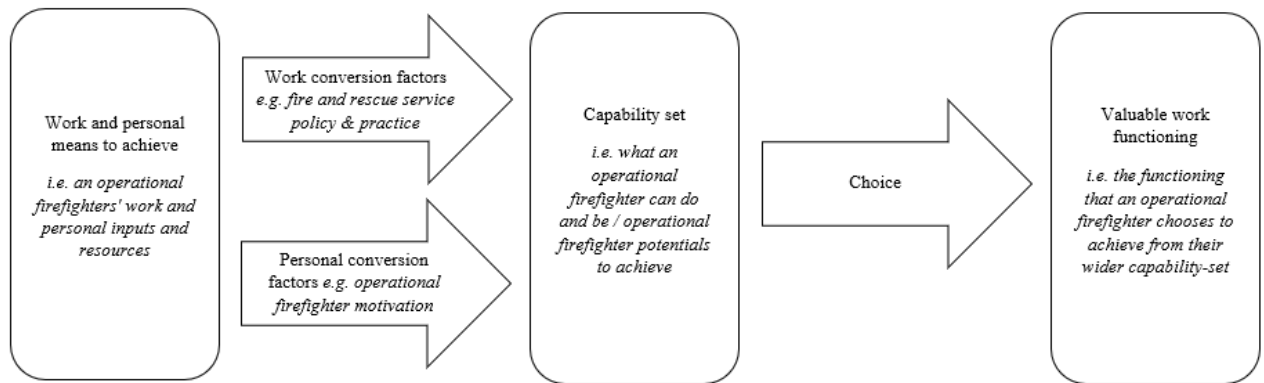 Work and personal
means to achieve
i.e. an operational
firefighters' work and
personal inputs and
resources
Work conversion factors
e.g. fire and rescue service
policy & practice
Personal conversion
factors e.g. operational
firefighter motivation
Capability set
i.e. what an
operational
firefighter can do
and be / operational
firefighter potentials
to achieve
Choice
Valuable work
functioning
i.e. the functioning
that an operational
firefighter chooses to
achieve from their
wider capability-set